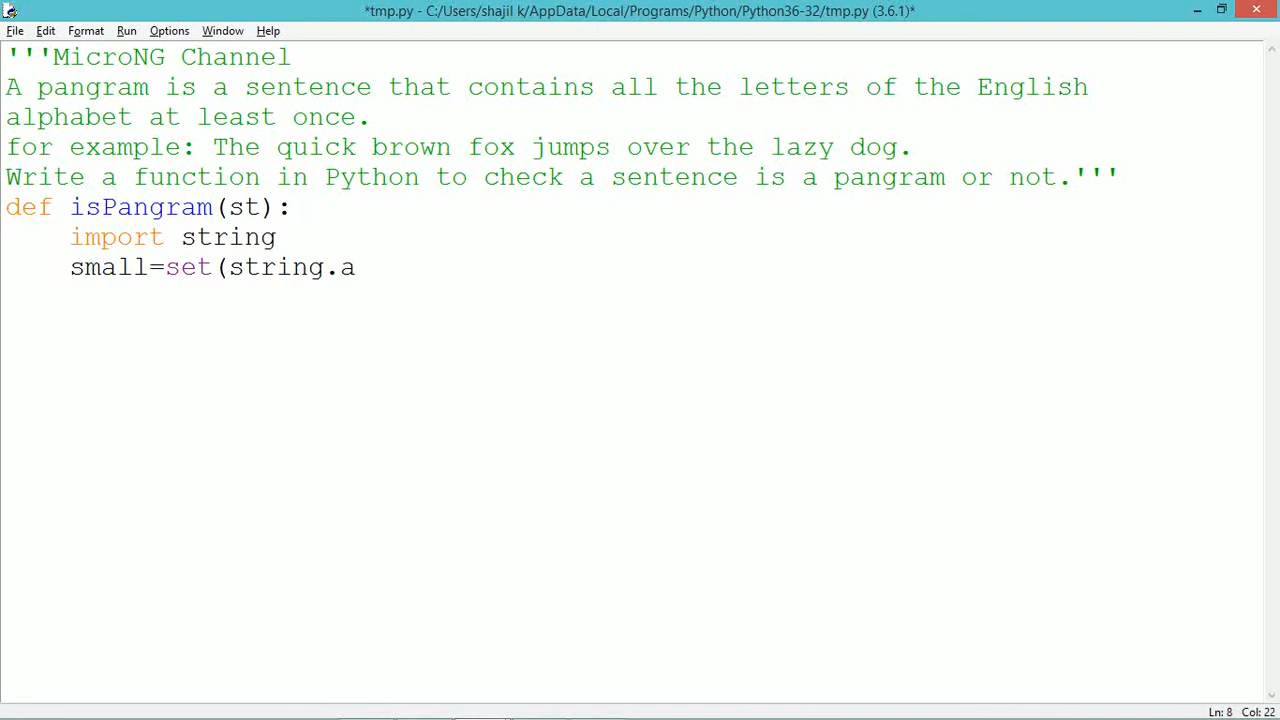 *tmp.py - C:/Users/shajil k/AppData/Local/Programs/Python/Python36-32/tmp.py (3.6.1)*
File Edit Format Run Options Window Help
'''MicroNG Channel
A pangram is a sentence that contains all the letters of the English
alphabet at least once.
for example: The quick brown fox jumps over the lazy dog.
Write a function in Python to check a sentence is a pangram or not.'''
def isPangram(st):
    import string
    small=set(string.a
Ln: 8 Col: 22